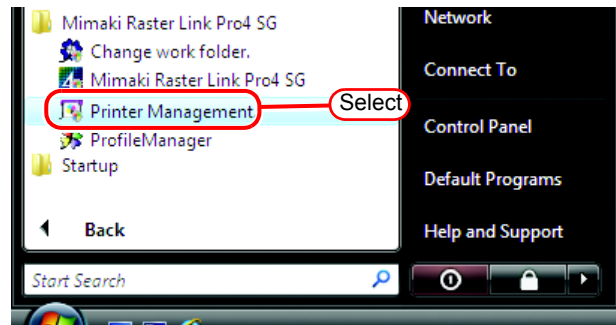 Mimaki Raster Link Pro4 SG
Change work folder.
Mimaki Raster Link Pro4 SG
Printer Management
Select
ProfileManager
Startup
Back
Start Search
Network
Connect To
Control Panel
Default Programs
Help and Support